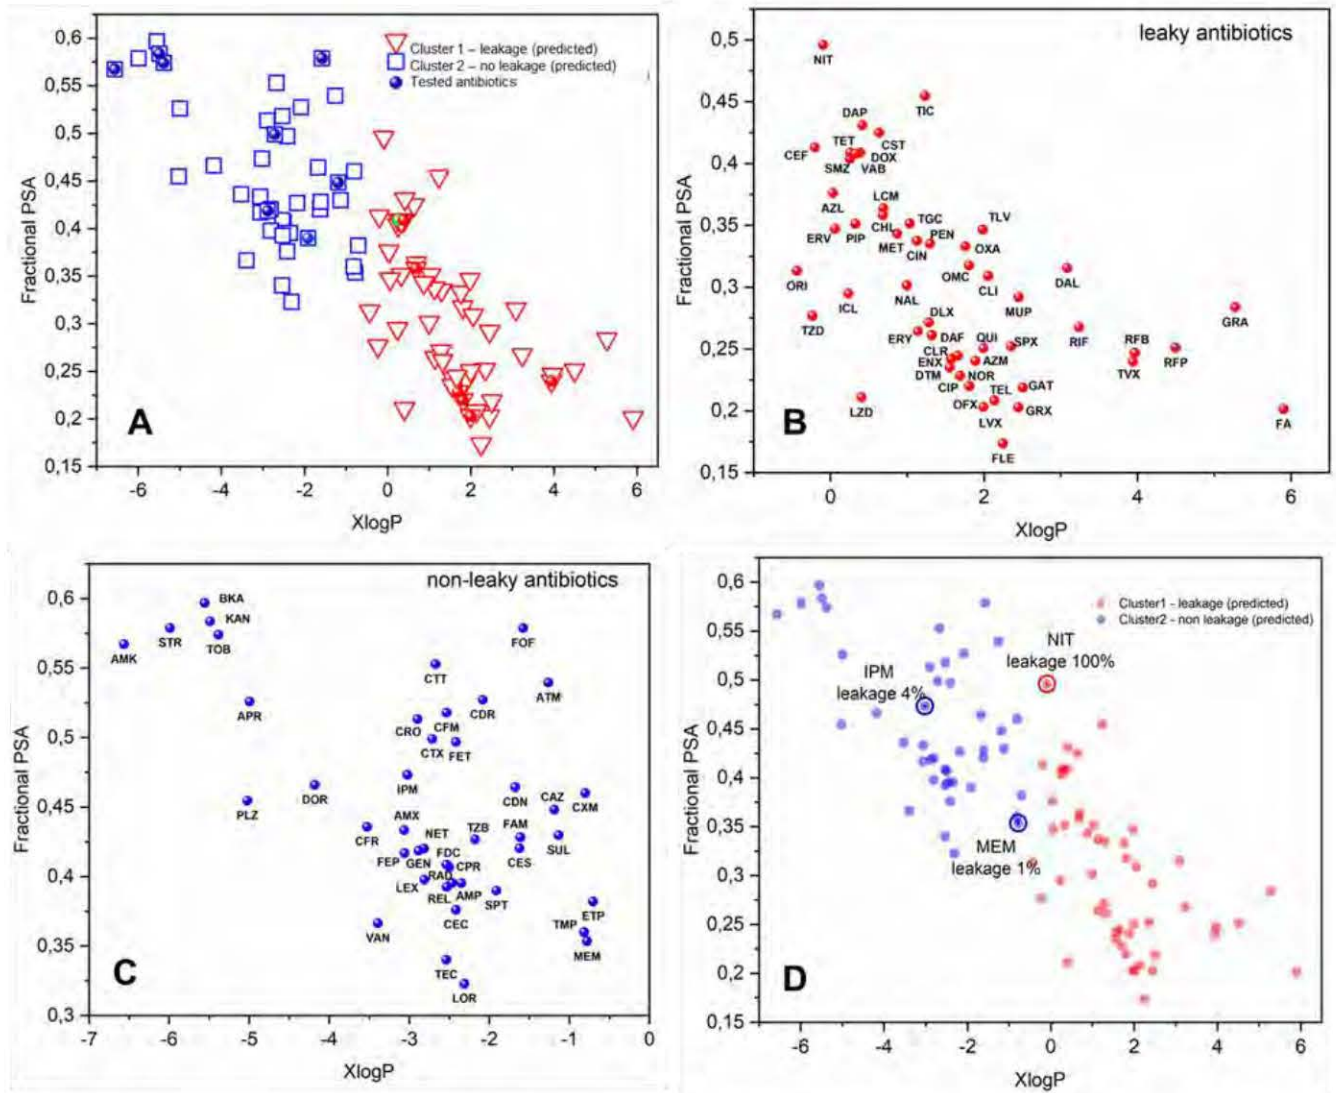 0,6
0,55
0,5
0,45
0,4
0,35
0,3
0,25
0,2
0,15
Fractional PSA
Cluster 1 – leakage (predicted)
Cluster 2 – no leakage (predicted)
Tested antibiotics
A
-6 -4 -2 0 2 4 6
XlogP
0,5
0,45
0,4
0,35
0,3
0,25
0,2
0,15
Fractional PSA
leaky antibiotics
NIT
TIC
DAP
CST
TET
DOX
CEF
SMZ VAB
AZL
LCM
CHL
TGC
TLV
ERV
PIP
MET
PEN
CIN
OXA
OMC
CLI
DAL
ORI
ICL
NAL
MUP
TZD
DLX
GRA
ERY
DAF
QUI
SPX
RIF
RFB
CLR
ENX
AZM
TVX
RFP
DTM
NOR
CIP
TEL
GAT
LZD
OFX
GRX
LVX
FA
FLE
B
0 2 4 6
XlogP
0,6
0,55
0,5
0,45
0,4
0,35
0,3
Fractional PSA
non-leaky antibiotics
BKA
KAN
STR
TOB
AMK
FOF
CTT
ATM
APR
CDR
CRO
CFM
CTX
FET
IPM
DOR
CDN
CAZ
CXM
PLZ
AMX
CFR
NET
TZB
FAM
FEP
GEN
FDC
CPR
CES
SUL
RAD
LEX
REL
AMP
SPT
CEC
ETP
VAN
TMP
MEM
TEC
LOR
C
-7 -6 -5 -4 -3 -2 -1 0
XlogP
0,6
0,55
0,5
0,45
0,4
0,35
0,3
0,25
0,2
0,15
Fractional PSA
Cluster1 - leakage (predicted)
Cluster2 - non leakage (predicted)
NIT
leakage 100%
IPM
leakage 4%
MEM
leakage 1%
D
-6 -4 -2 0 2 4 6
XlogP